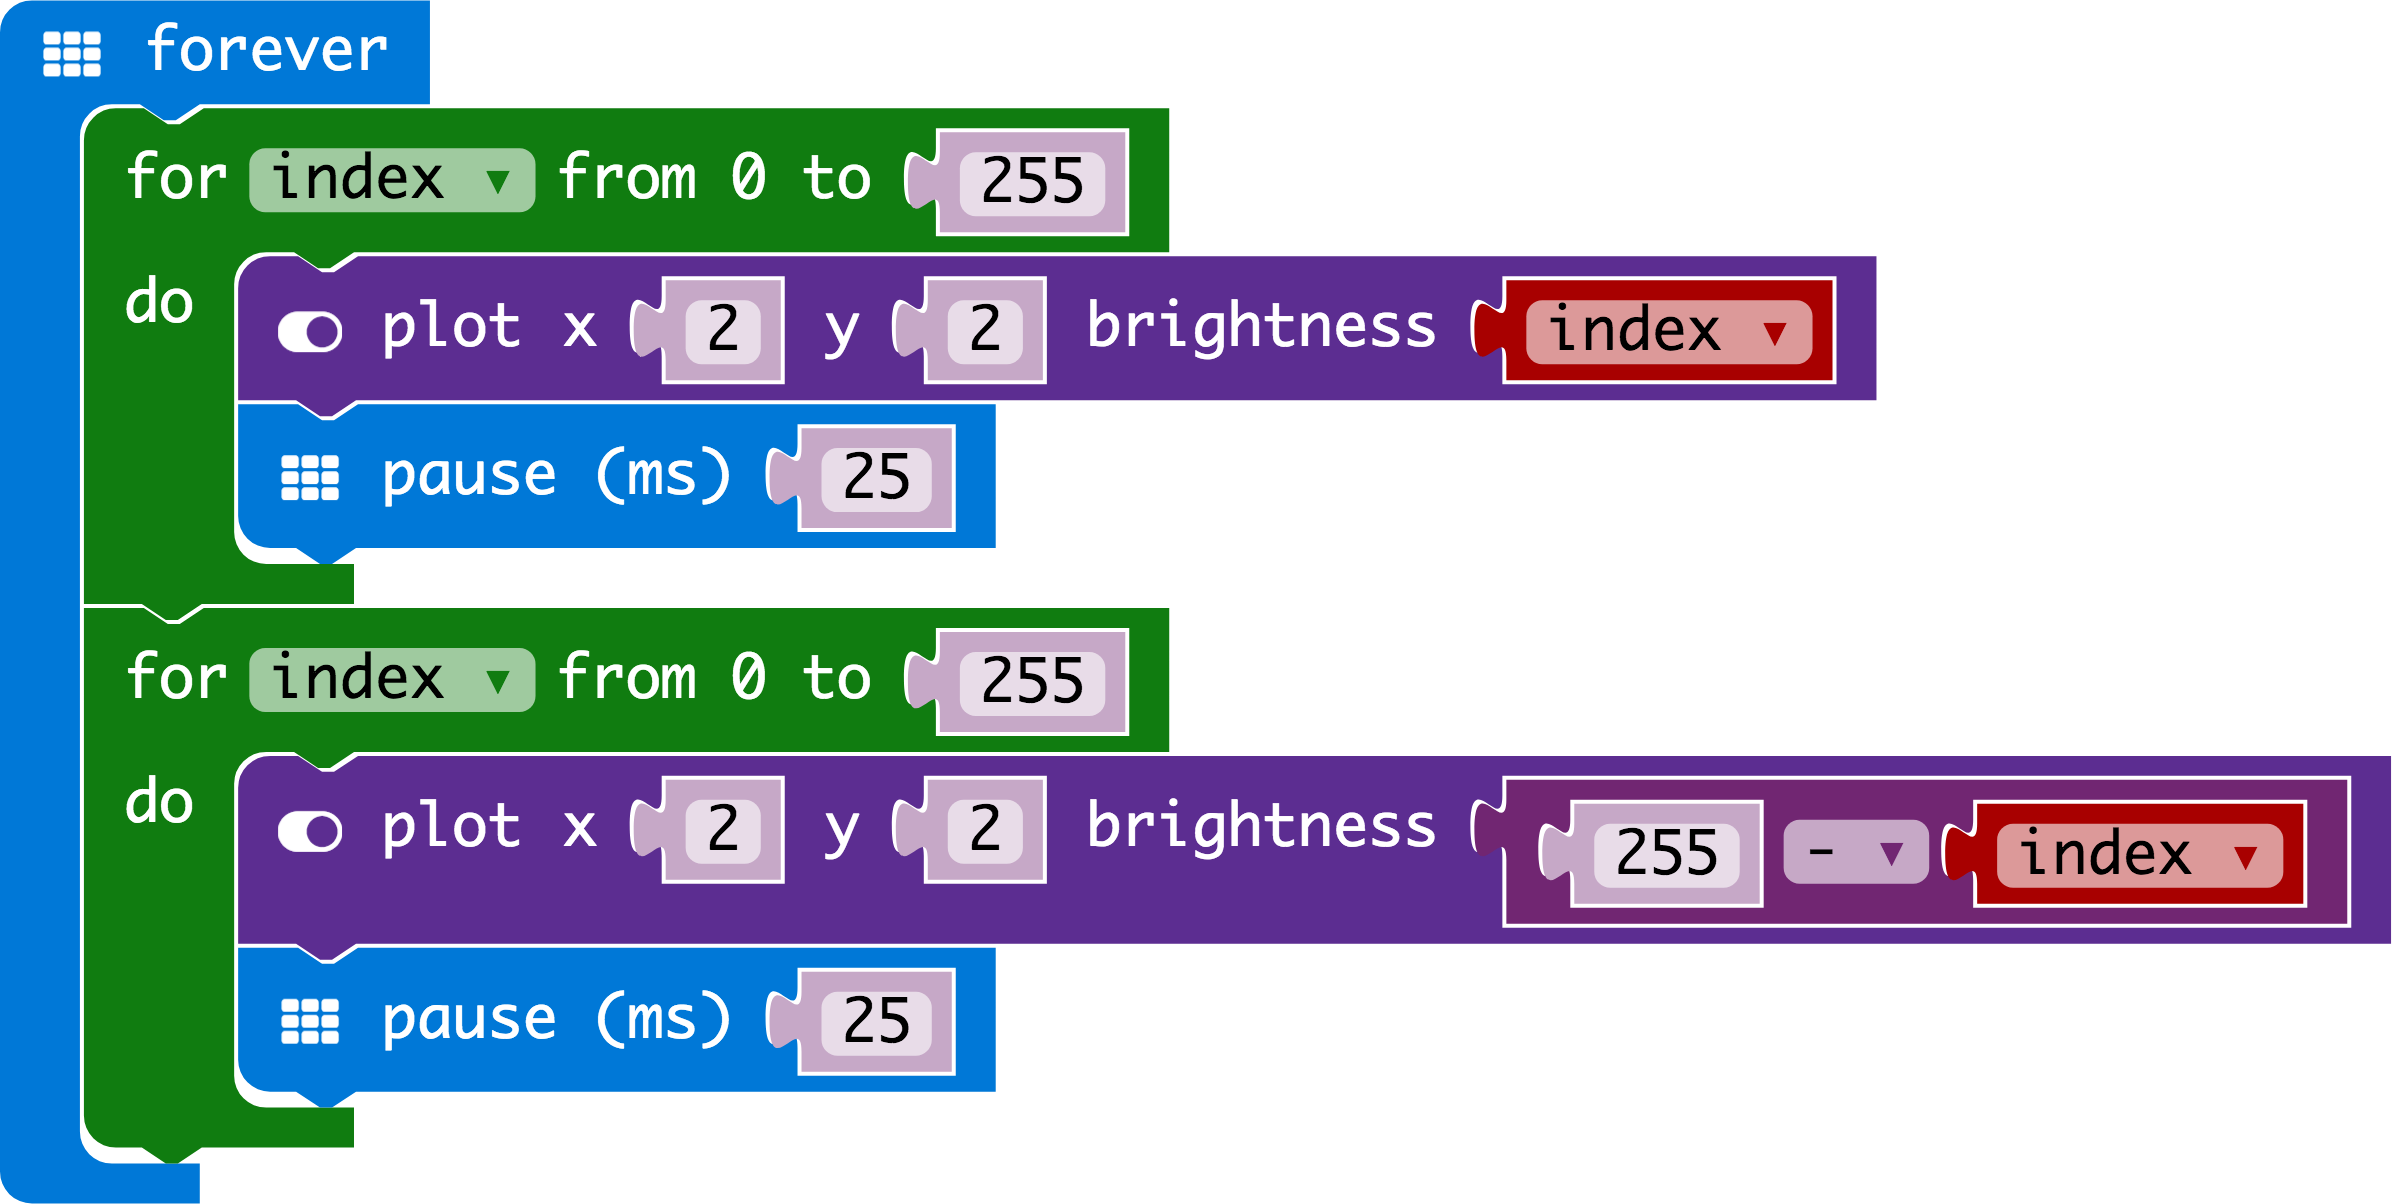 forever
for index ▼ from 0 to 255
do
plot x 2 y 2 brightness index ▼
pause (ms) 25
for index ▼ from 0 to 255
do
plot x 2 y 2 brightness 255 - ▼ index ▼
pause (ms) 25